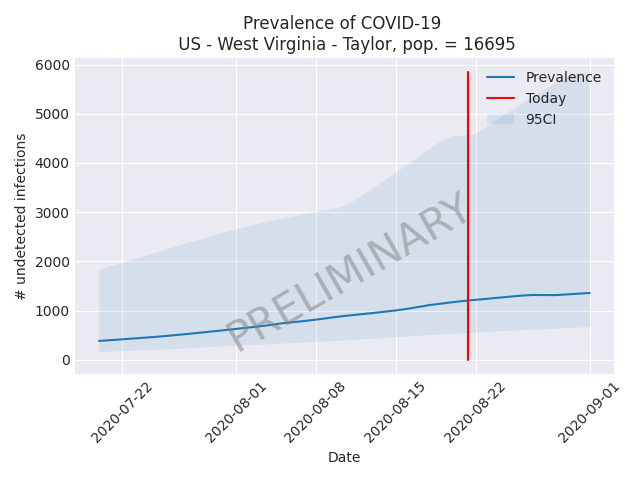 Prevalence of COVID-19
US - West Virginia - Taylor, pop. = 16695
6000
5000
4000
3000
2000
1000
0
# undetected infections
Prevalence
Today
95CI
PRELIMINARY
2020-07-22
2020-08-01
2020-08-08
2020-08-15
2020-08-22
2020-09-01
Date